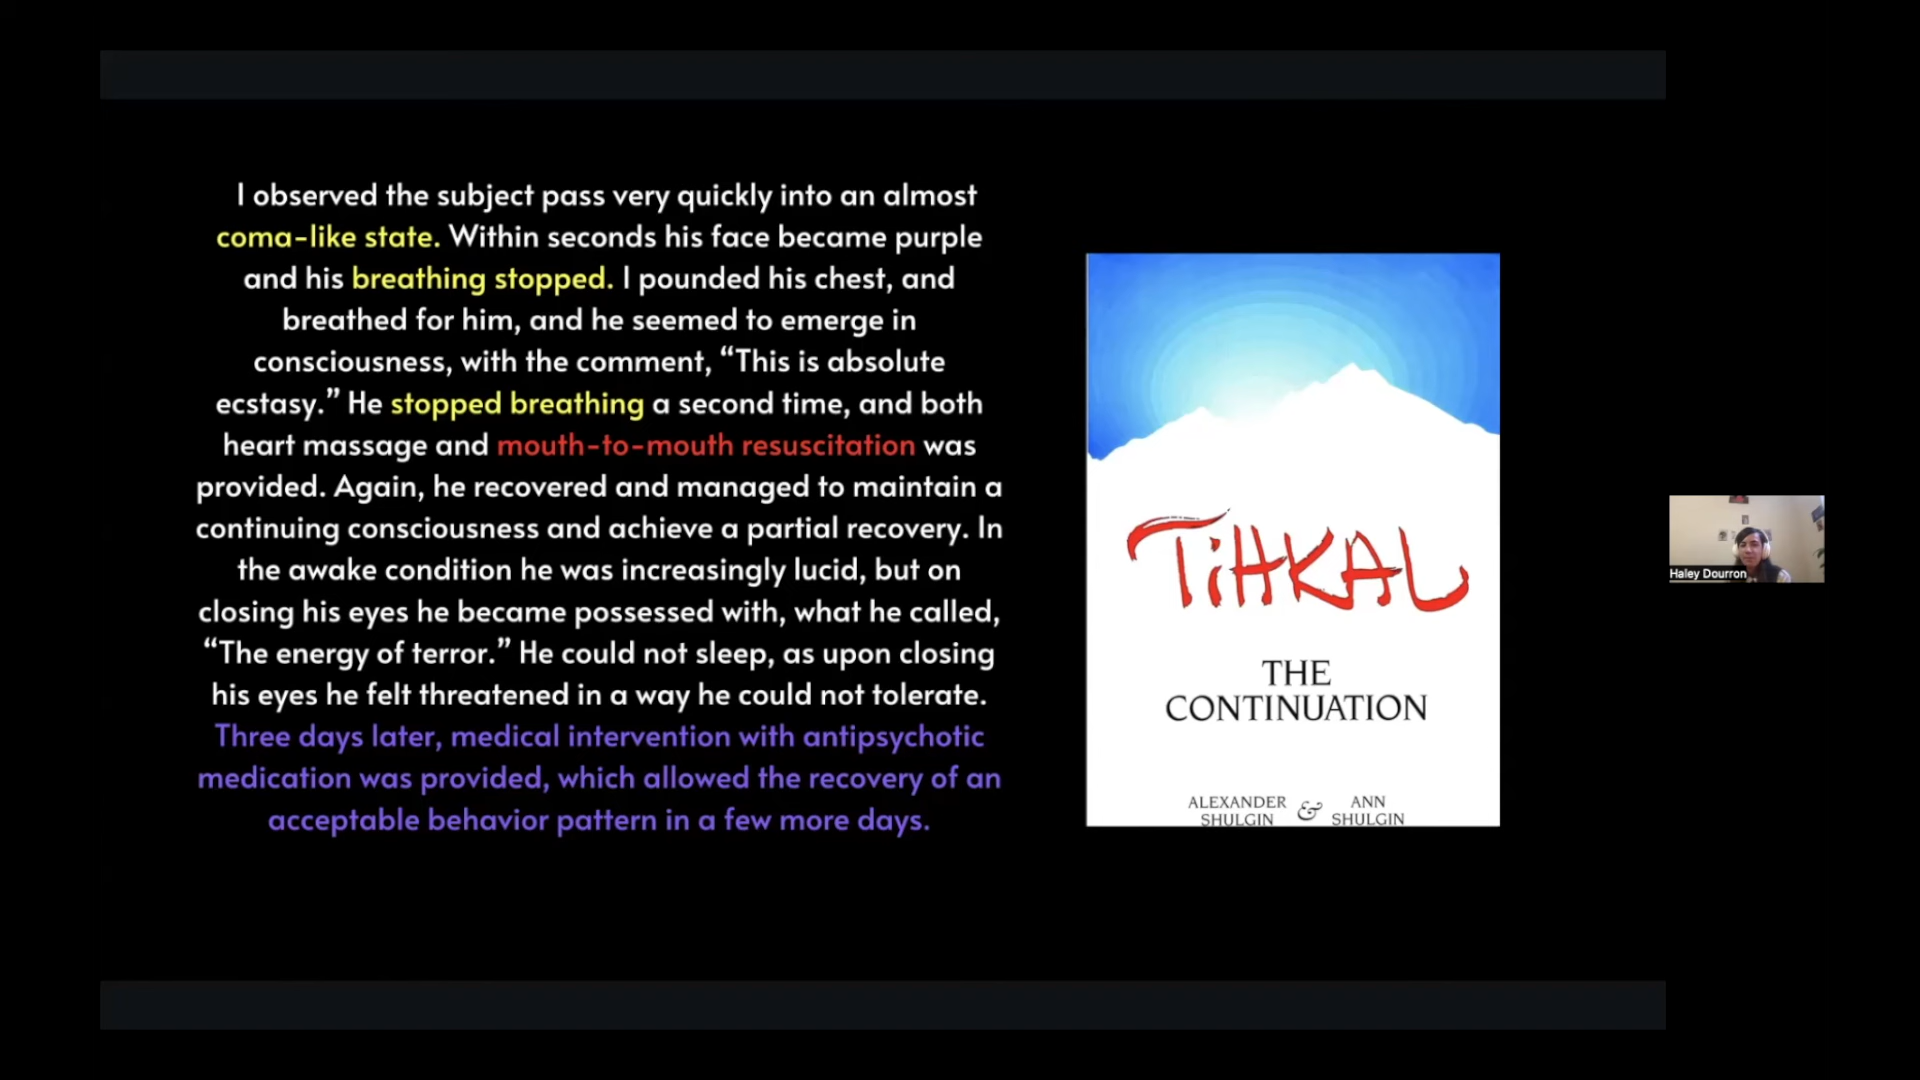 I observed the subject pass very quickly into an almost
coma-like state. Within seconds his face became purple
and his breathing stopped. I pounded his chest, and
breathed for him, and he seemed to emerge in
consciousness, with the comment, “This is absolute
ecstasy.” He stopped breathing a second time, and both
heart massage and mouth-to-mouth resuscitation was
provided. Again, he recovered and managed to maintain a
continuing consciousness and achieve a partial recovery. In
the awake condition he was increasingly lucid, but on
closing his eyes he became possessed with, what he called,
“The energy of terror.” He could not sleep, as upon closing
his eyes he felt threatened in a way he could not tolerate.
Three days later, medical intervention with antipsychotic
medication was provided, which allowed the recovery of an
acceptable behavior pattern in a few more days.
TiHKAL
THE
CONTINUATION
ALEXANDER SHULGIN & ANN SHULGIN
Haley Dourron